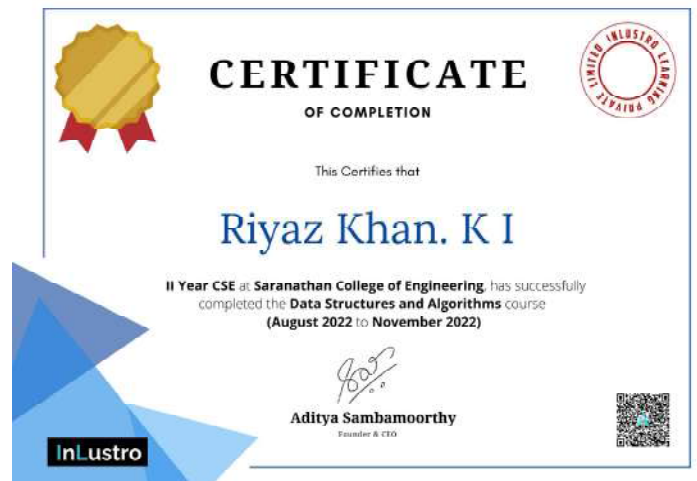 CERTIFICATE
OF COMPLETION
INLUSTRO LEARNING PRIVATE LIMITED
This Certifies that
Riyaz Khan. K I
II Year CSE at Saranathan College of Engineering, has successfully
completed the Data Structures and Algorithms course
(August 2022 to November 2022)
Aditya Sambamoorthy
Founder & CEO
InLustro